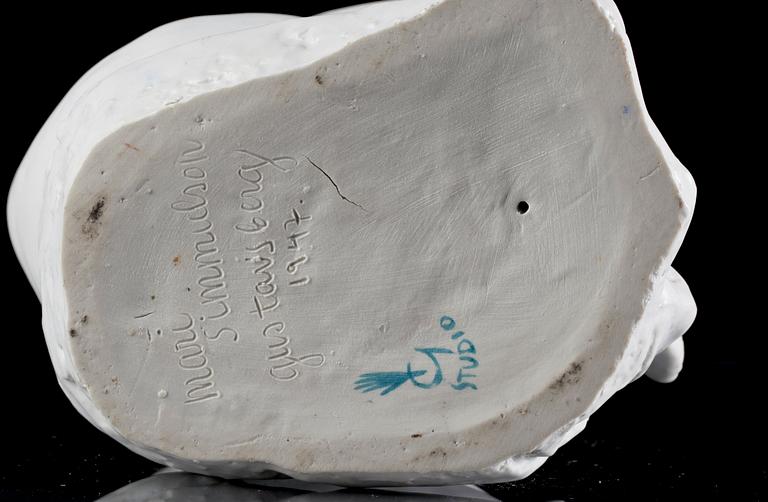 mari
simmulson
gustavsberg
1947.
G
STUDIO